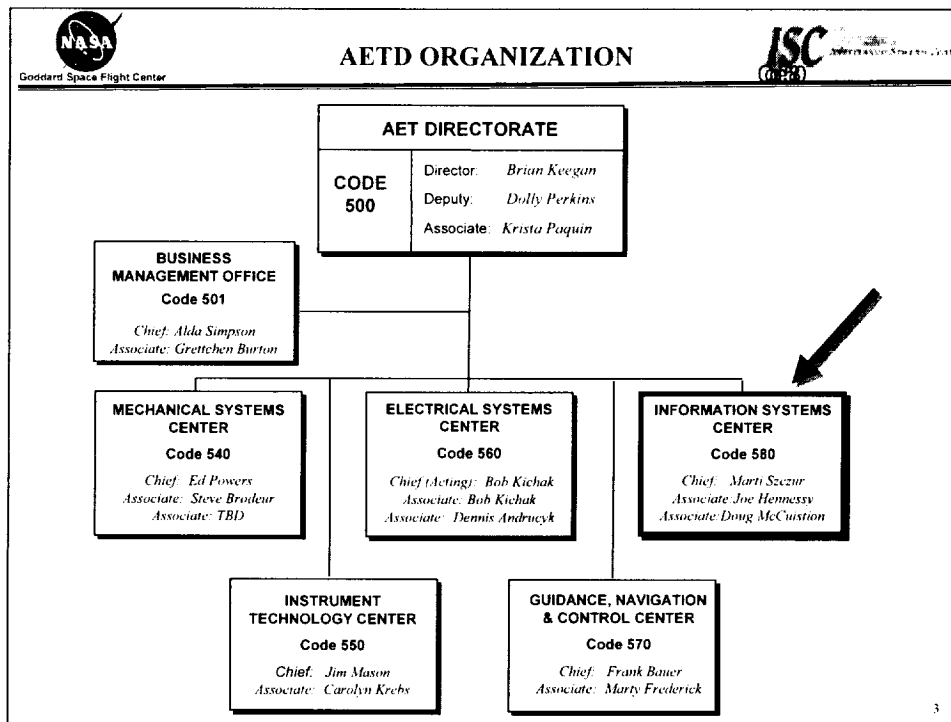 NASA
Goddard Space Flight Center
AETD ORGANIZATION
ISC
AET DIRECTORATE
CODE
500
Director: Brian Keegan
Deputy: Dolly Perkins
Associate: Krista Paquin
BUSINESS
MANAGEMENT OFFICE
Code 501
Chief: Alda Simpson
Associate: Grettchen Burton
MECHANICAL SYSTEMS
CENTER
Code 540
Chief: Ed Powers
Associate: Steve Brodeur
Associate: TBD
ELECTRICAL SYSTEMS
CENTER
Code 560
Chief (Acting): Bob Kichak
Associate: Bob Kichak
Associate: Dennis Andrucyk
INFORMATION SYSTEMS
CENTER
Code 580
Chief: Marti Szczur
Associate:Joe Hennessy
Associate:Doug McCuistion
INSTRUMENT
TECHNOLOGY CENTER
Code 550
Chief: Jim Mason
Associate: Carolyn Krebs
GUIDANCE, NAVIGATION
& CONTROL CENTER
Code 570
Chief: Frank Bauer
Associate: Marty Frederick
3